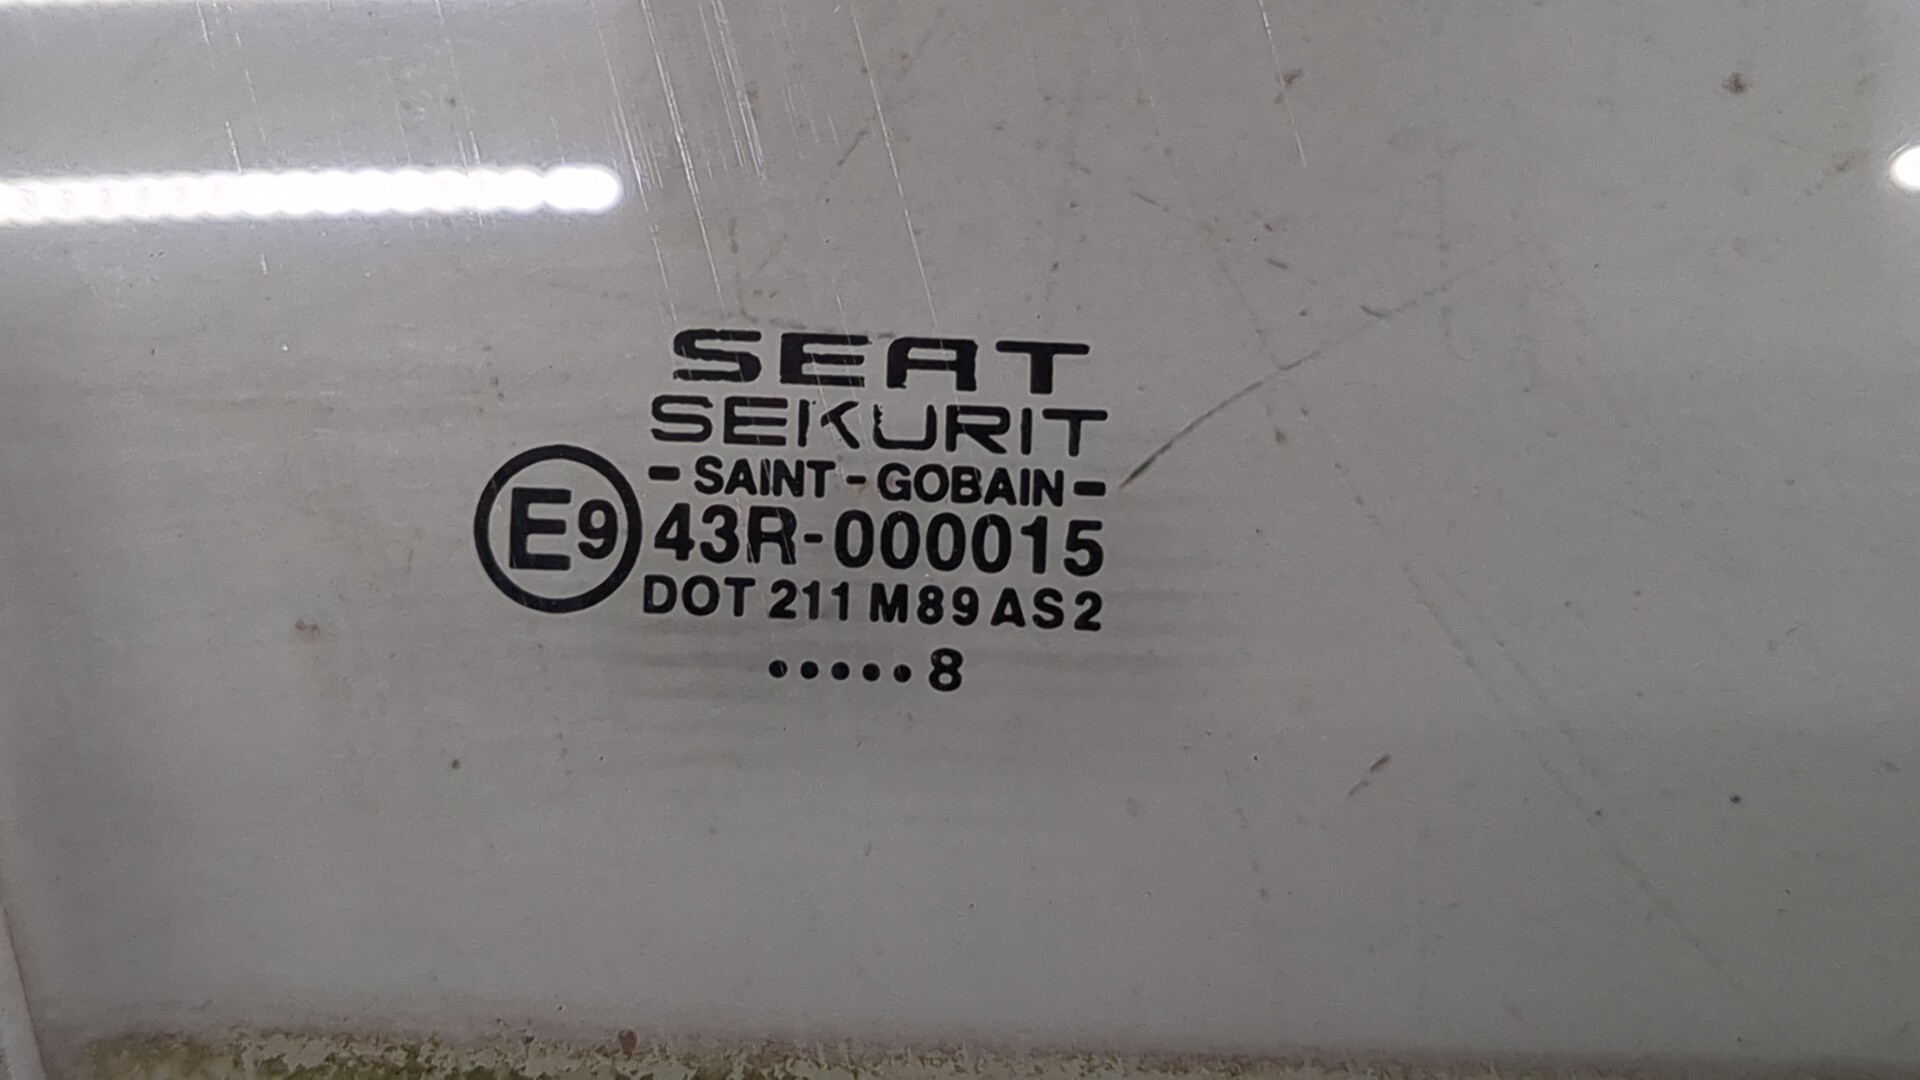 SEAT
SEKURIT
- SAINT - GOBAIN -
E9 43R-000015
DOT 211 M89 AS2
•••••8